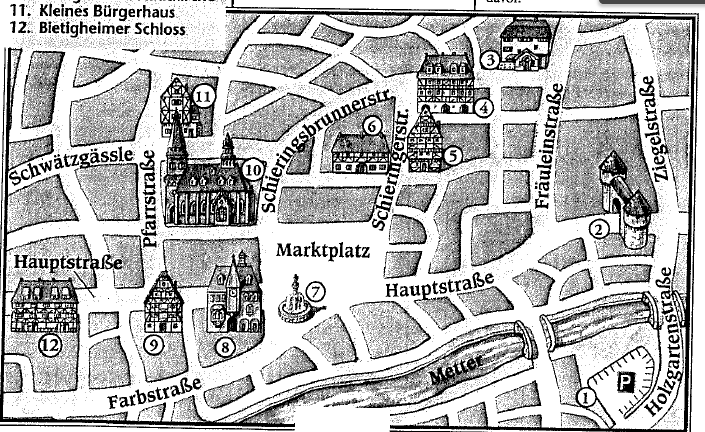 11. Kleines Bürgerhaus
12. Bietigheimer Schloss
davor.
3
11
4
Schieringsbrunnerstr.
6
Fräuleinstraße
Ziegelstraße
Schwätzgässle
Pfarrstraße
10
Schieringerstr.
5
2
Marktplatz
Hauptstraße
Hauptstraße
7
12
9
8
Holzgartenstraße
Metter
Farbstraße
1
P